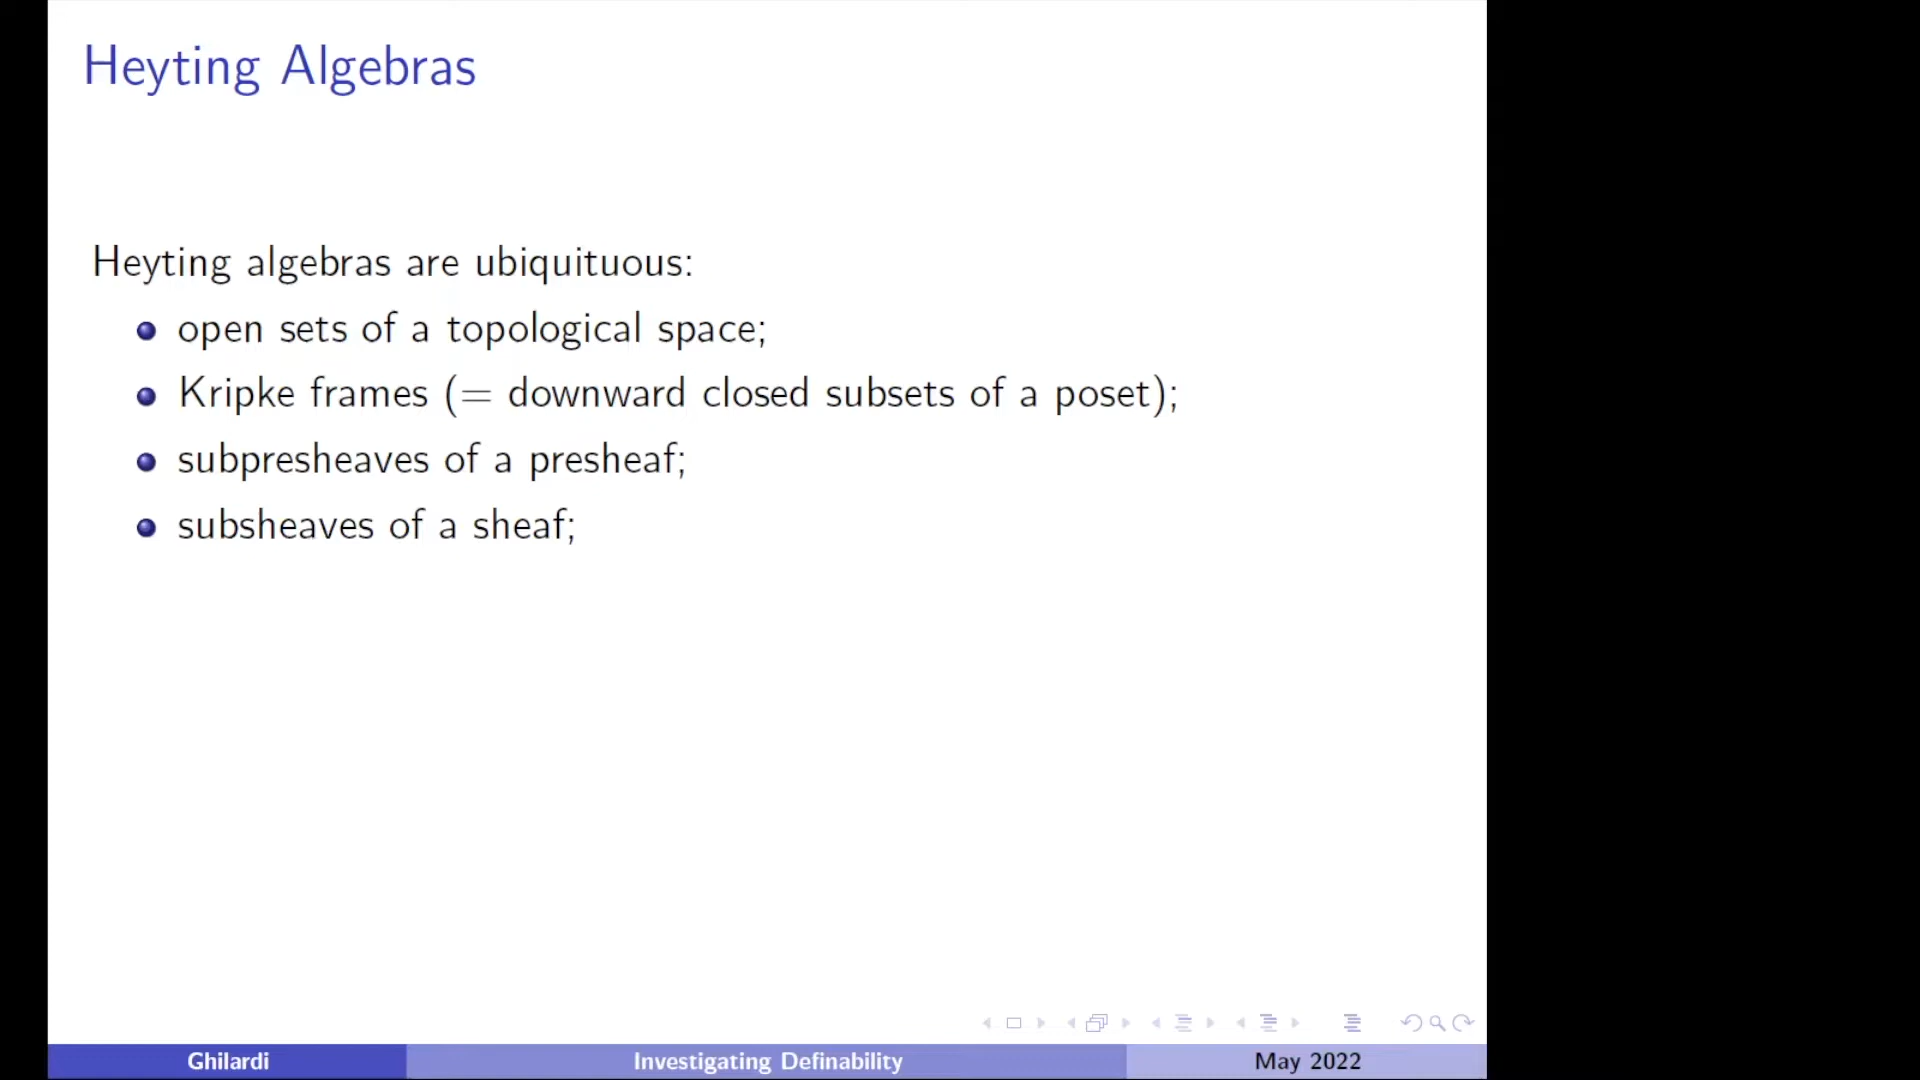 Heyting Algebras
Heyting algebras are ubiquituous:
open sets of a topological space;
Kripke frames (= downward closed subsets of a poset);
subpresheaves of a presheaf;
subsheaves of a sheaf;
Ghilardi
Investigating Definability
May 2022